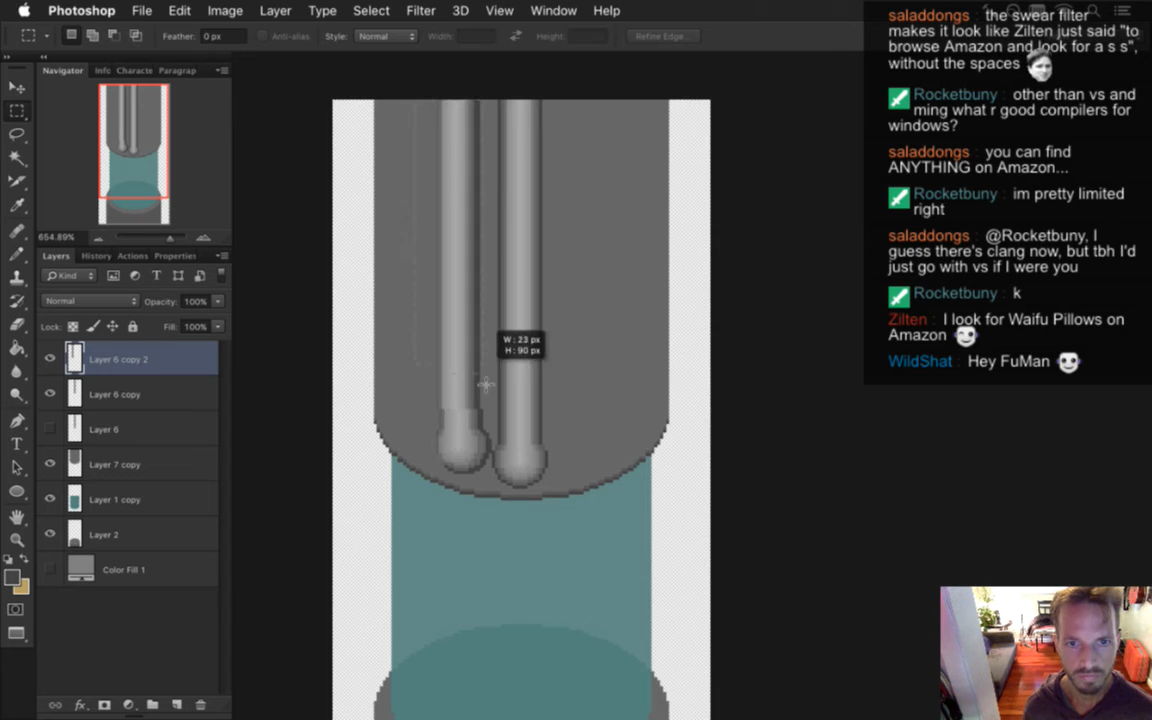 Photoshop File Edit Image Layer Type Select Filter 3D View Window Help
Feather: 0 px Anti-alias Style: Normal Width: Height: Refine Edge...
Navigator Info Characte Paragrap
654.89%
Layers History Actions Properties
Kind
Normal Opacity: 100%
Lock: Fill: 100%
Layer 6 copy 2
Layer 6 copy
Layer 6
Layer 7 copy
Layer 1 copy
Layer 2
Color Fill 1
W: 23 px
H: 90 px
saladdongs : the swear filter
makes it look like Zilten just said "to
browse Amazon and look for a s s",
without the spaces
Rocketbuny : other than vs and
ming what r good compilers for
windows?
saladdongs : you can find
ANYTHING on Amazon...
Rocketbuny : im pretty limited
right
saladdongs : @Rocketbuny, I
guess there's clang now, but tbh I'd
just go with vs if I were you
Rocketbuny : k
Zilten : I look for Waifu Pillows on
Amazon
WildShat : Hey FuMan